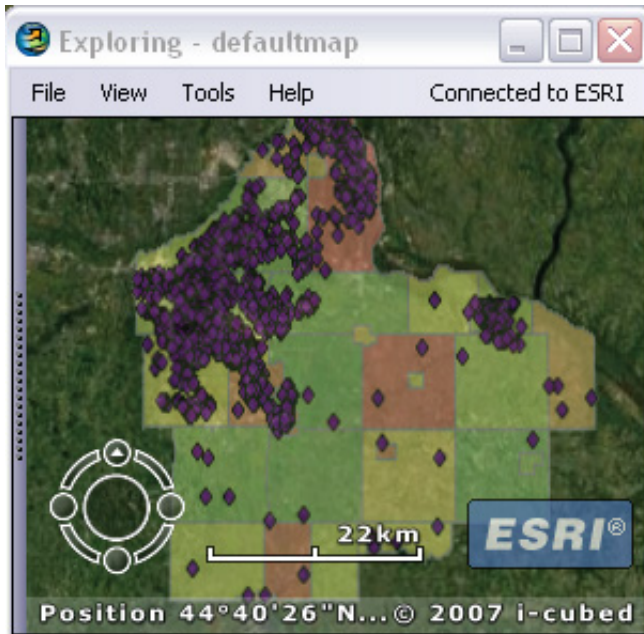 Exploring - defaultmap
File View Tools Help Connected to ESRI
22km
ESRI®
Position 44°40'26"N...© 2007 i-cubed